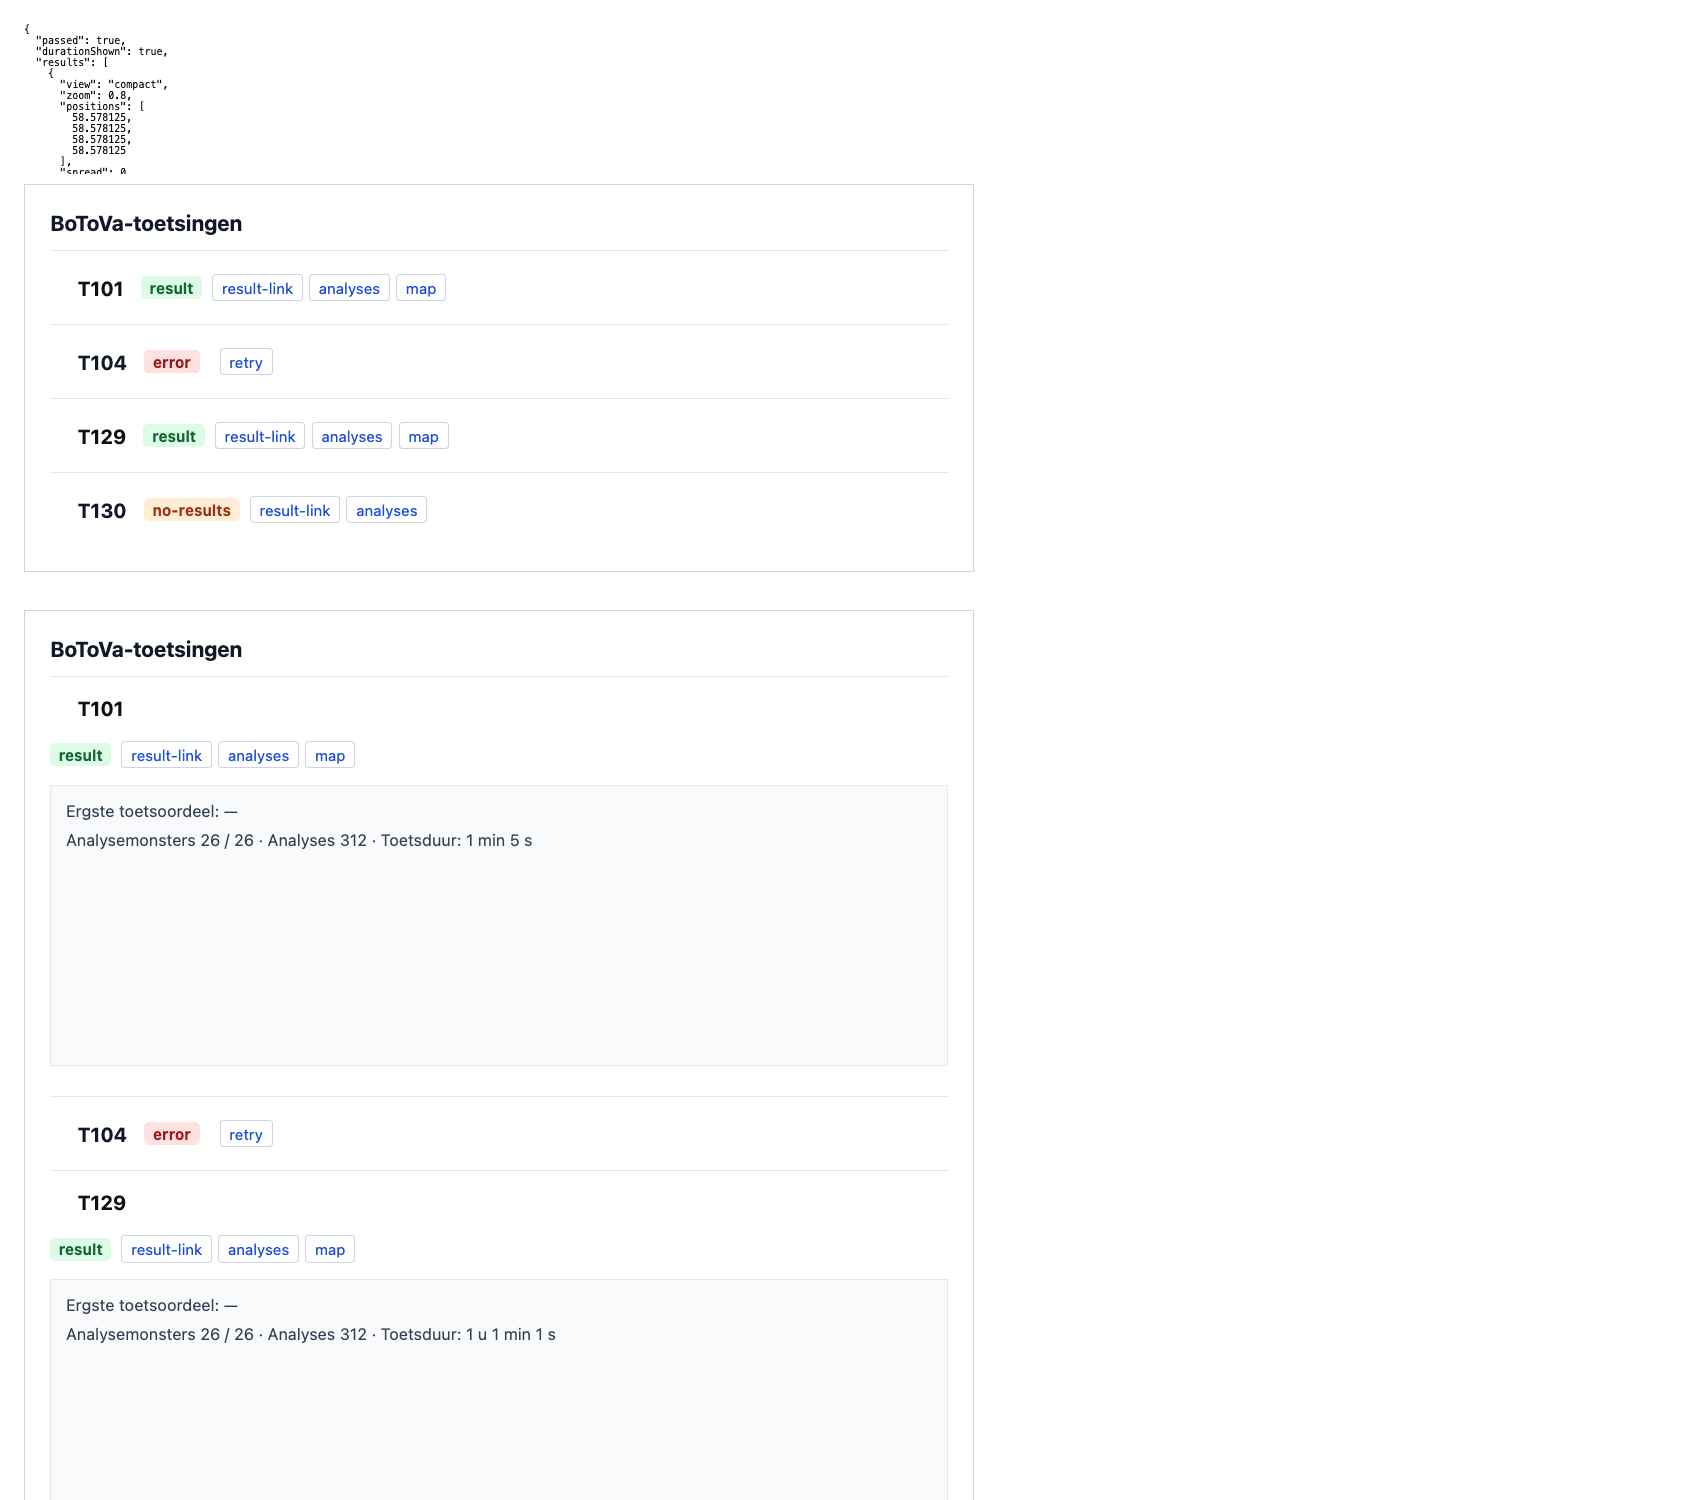 {
"passed": true,
"durationShown": true,
"results": [
{
"view": "compact",
"zoom": 0.8,
"positions": [
58.578125,
58.578125,
58.578125,
58.578125
],
"spread": 0
BoToVa-toetsingen
T101 result result-link analyses map
T104 error retry
T129 result result-link analyses map
T130 no-results result-link analyses
BoToVa-toetsingen
T101
result result-link analyses map
Ergste toetsoordeel: —
Analysemonsters 26 / 26 · Analyses 312 · Toetsduur: 1 min 5 s
T104 error retry
T129
result result-link analyses map
Ergste toetsoordeel: —
Analysemonsters 26 / 26 · Analyses 312 · Toetsduur: 1 u 1 min 1 s